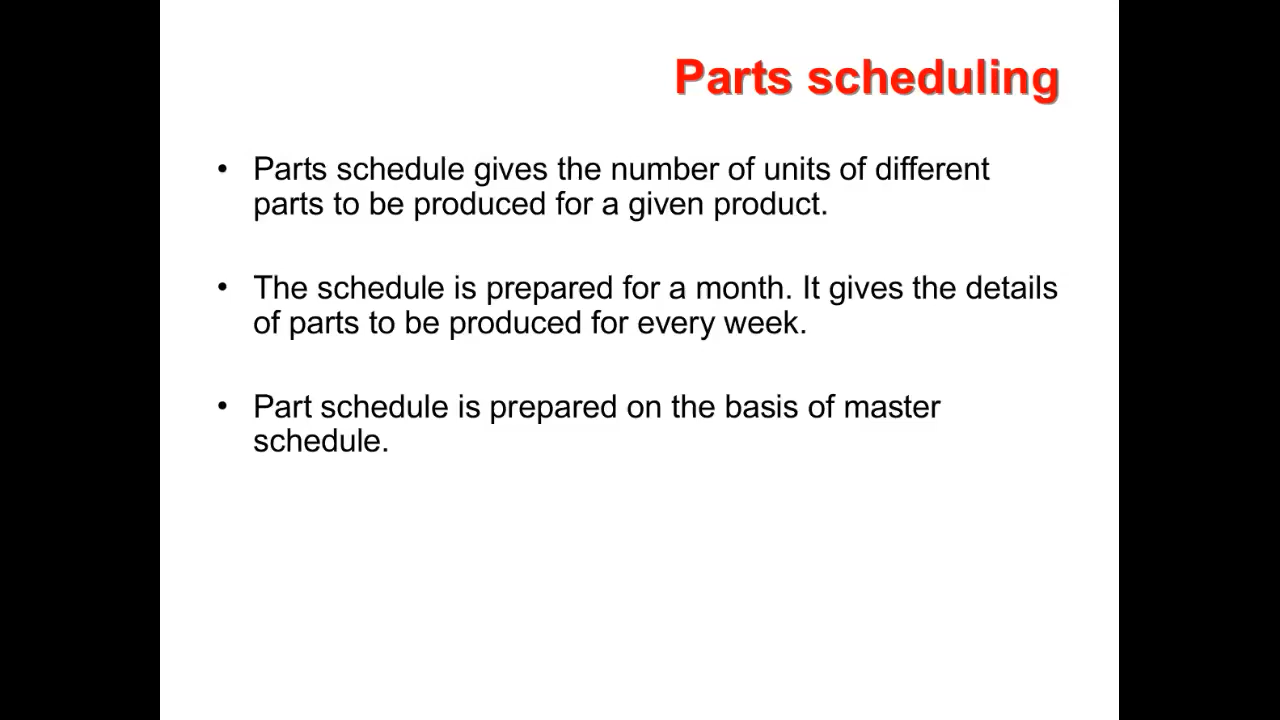 Parts scheduling
• Parts schedule gives the number of units of different
parts to be produced for a given product.
• The schedule is prepared for a month. It gives the details
of parts to be produced for every week.
• Part schedule is prepared on the basis of master
schedule.